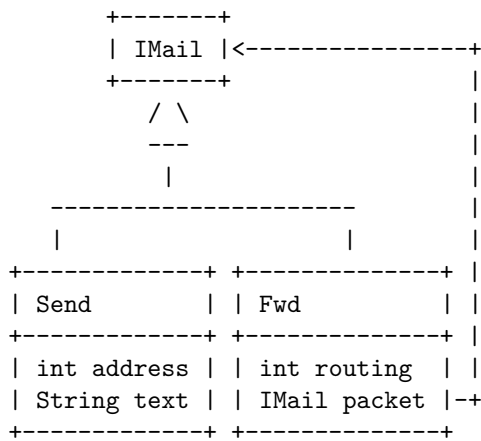 IMail
Send Fwd
int address int routing
String text IMail packet